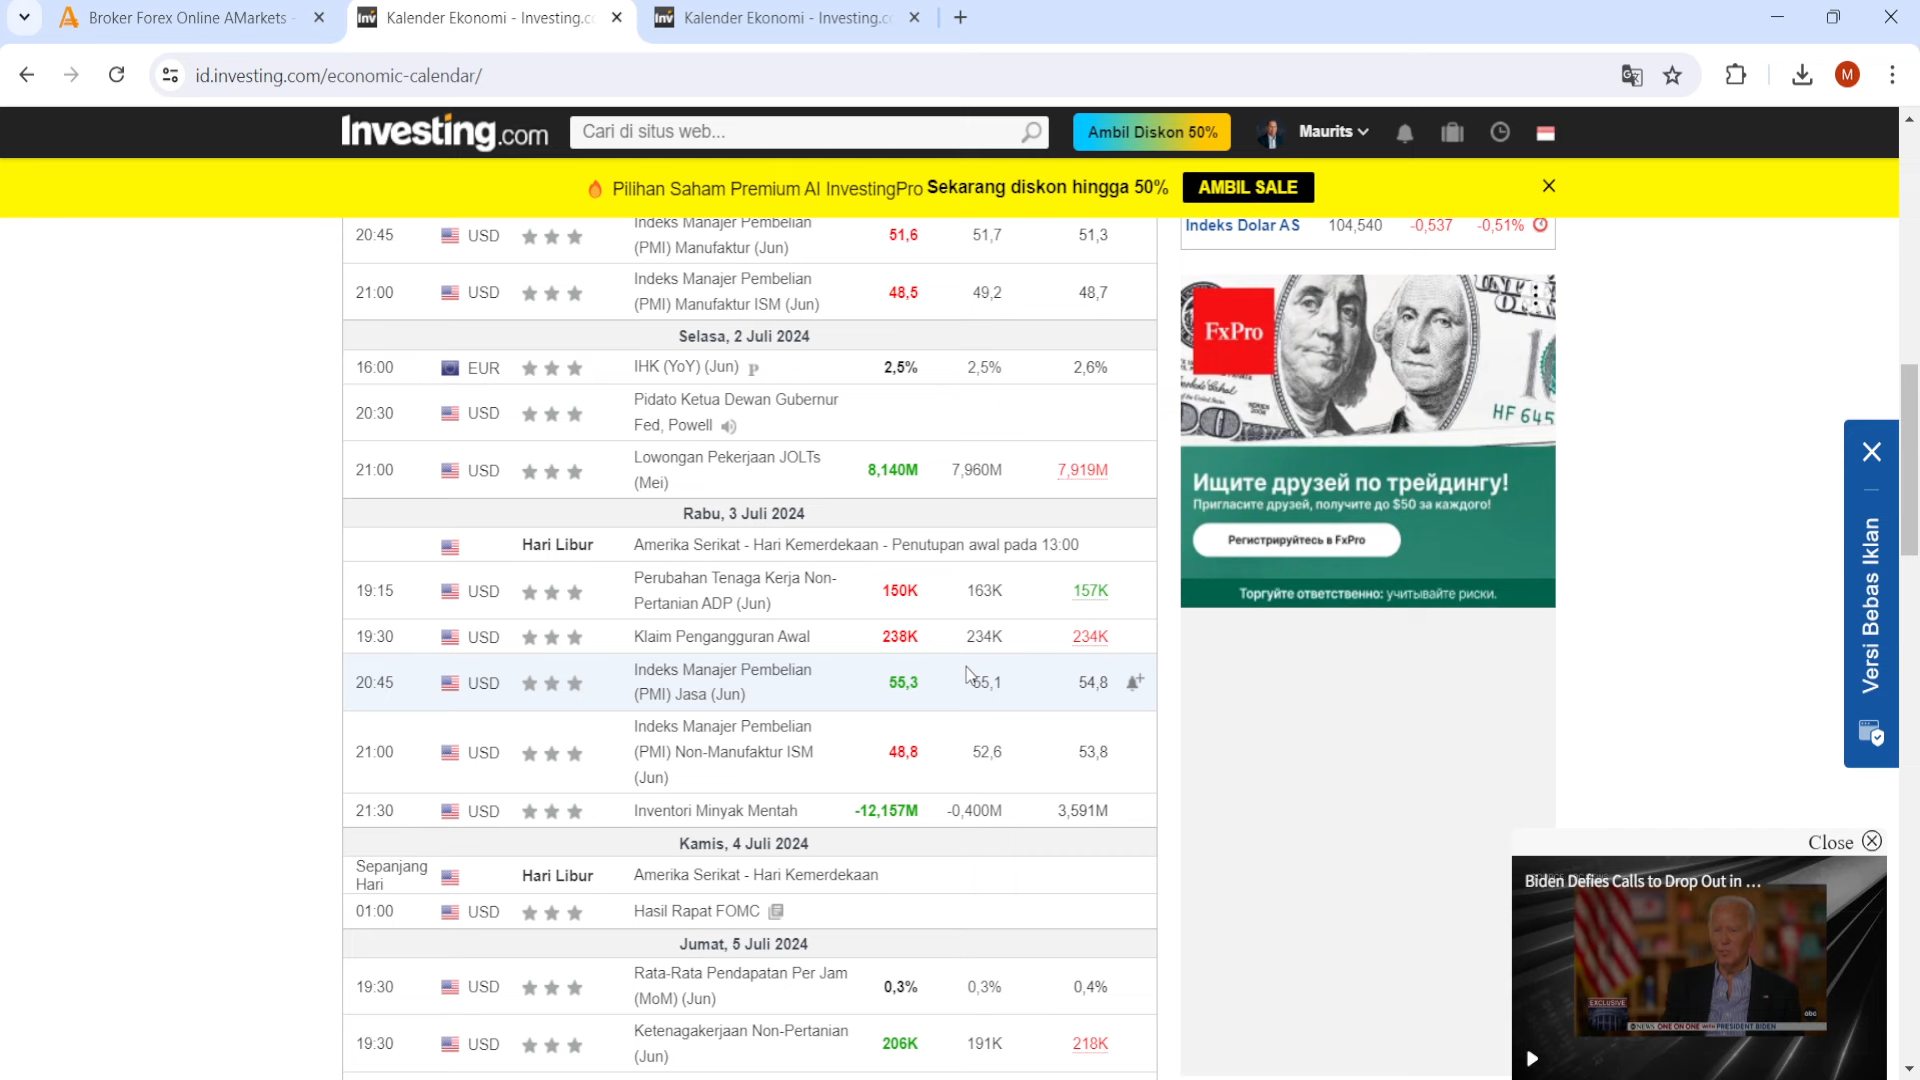 Broker Forex Online AMarkets -
Kalender Ekonomi - Investing.c
Kalender Ekonomi - Investing.c
id.investing.com/economic-calendar/
M
Investing.com
Cari di situs web...
Ambil Diskon 50%
Maurits
Pilihan Saham Premium AI InvestingPro Sekarang diskon hingga 50%
AMBIL SALE
20:45 USD Indeks Manajer Pembelian 51,6 51,7 51,3
(PMI) Manufaktur (Jun)
21:00 USD Indeks Manajer Pembelian 48,5 49,2 48,7
(PMI) Manufaktur ISM (Jun)
Selasa, 2 Juli 2024
16:00 EUR IHK (YoY) (Jun) P 2,5% 2,5% 2,6%
20:30 USD Pidato Ketua Dewan Gubernur
Fed, Powell
21:00 USD Lowongan Pekerjaan JOLTs 8,140M 7,960M 7,919M
(Mei)
Rabu, 3 Juli 2024
Hari Libur Amerika Serikat - Hari Kemerdekaan - Penutupan awal pada 13:00
19:15 USD Perubahan Tenaga Kerja Non- 150K 163K 157K
Pertanian ADP (Jun)
19:30 USD Klaim Pengangguran Awal 238K 234K 234K
20:45 USD Indeks Manajer Pembelian 55,3 55,1 54,8
(PMI) Jasa (Jun)
21:00 USD Indeks Manajer Pembelian 48,8 52,6 53,8
(PMI) Non-Manufaktur ISM
(Jun)
21:30 USD Inventori Minyak Mentah -12,157M -0,400M 3,591M
Kamis, 4 Juli 2024
Sepanjang
Hari Hari Libur Amerika Serikat - Hari Kemerdekaan
01:00 USD Hasil Rapat FOMC
Jumat, 5 Juli 2024
19:30 USD Rata-Rata Pendapatan Per Jam 0,3% 0,3% 0,4%
(MoM) (Jun)
19:30 USD Ketenagakerjaan Non-Pertanian 206K 191K 218K
(Jun)
Indeks Dolar AS 104,540 -0,537 -0,51%
FxPro
HF 645
Ищите друзей по трейдингу!
Пригласите друзей, получите до $50 за каждого!
Регистрируйтесь в FxPro
Торгуйте ответственно: учитывайте риски.
Versi Bebas Iklan
Close
Biden Defies Calls to Drop Out in ...
EXCLUSIVE
NEWS ONE ON ONE WITH PRESIDENT BIDEN
abc